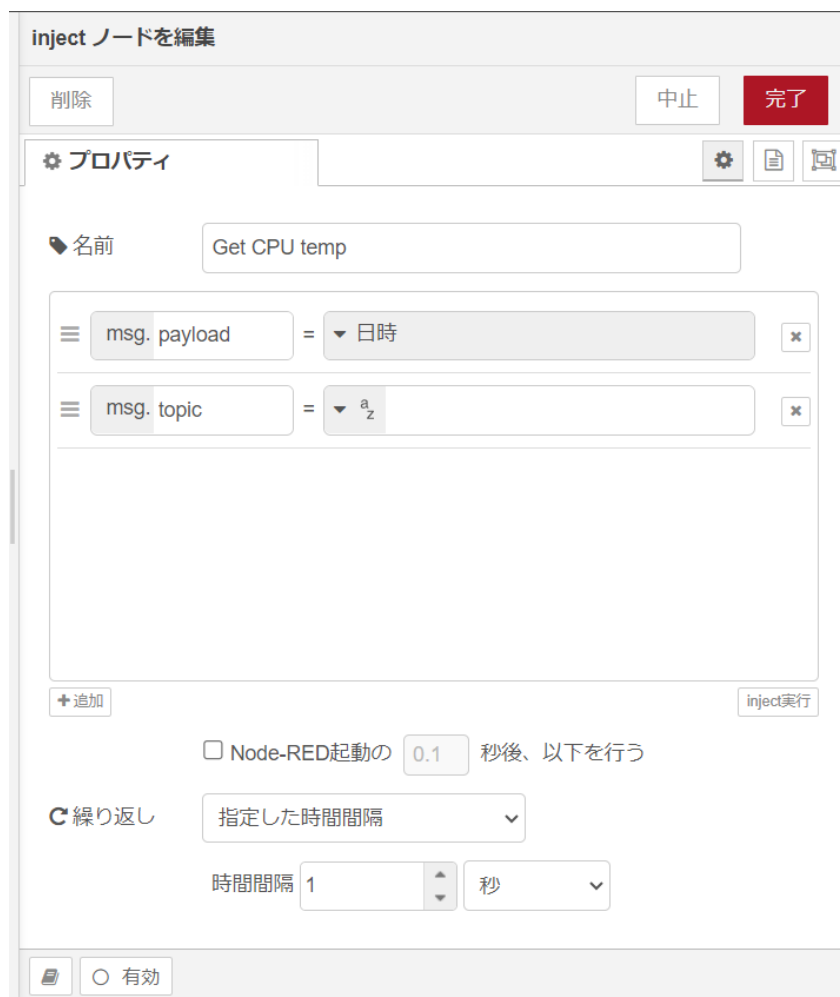 inject ノードを編集
削除 中止 完了
プロパティ
名前 Get CPU temp
msg. payload = 日時
msg. topic = az
+追加 inject実行
Node-RED起動の 0.1 秒後、以下を行う
繰り返し 指定した時間間隔
時間間隔 1 秒
有効